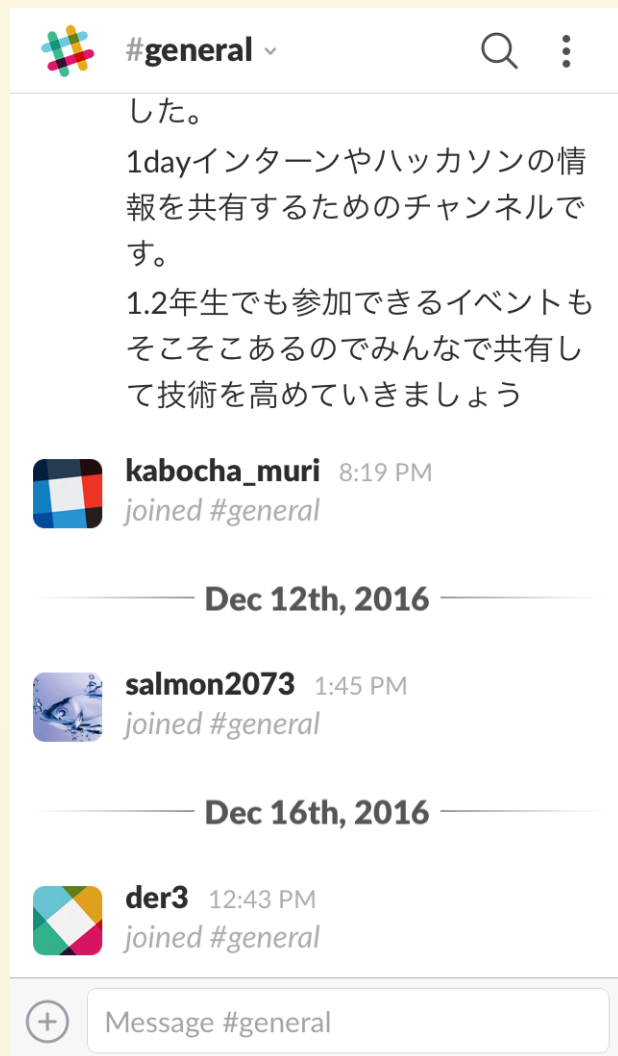 #general
した。
1dayインターンやハッカソンの情
報を共有するためのチャンネルで
す。
1.2年生でも参加できるイベントも
そこそこあるのでみんなで共有し
て技術を高めていきましょう
kabocha_muri 8:19 PM
joined #general
Dec 12th, 2016
salmon2073 1:45 PM
joined #general
Dec 16th, 2016
der3 12:43 PM
joined #general
Message #general